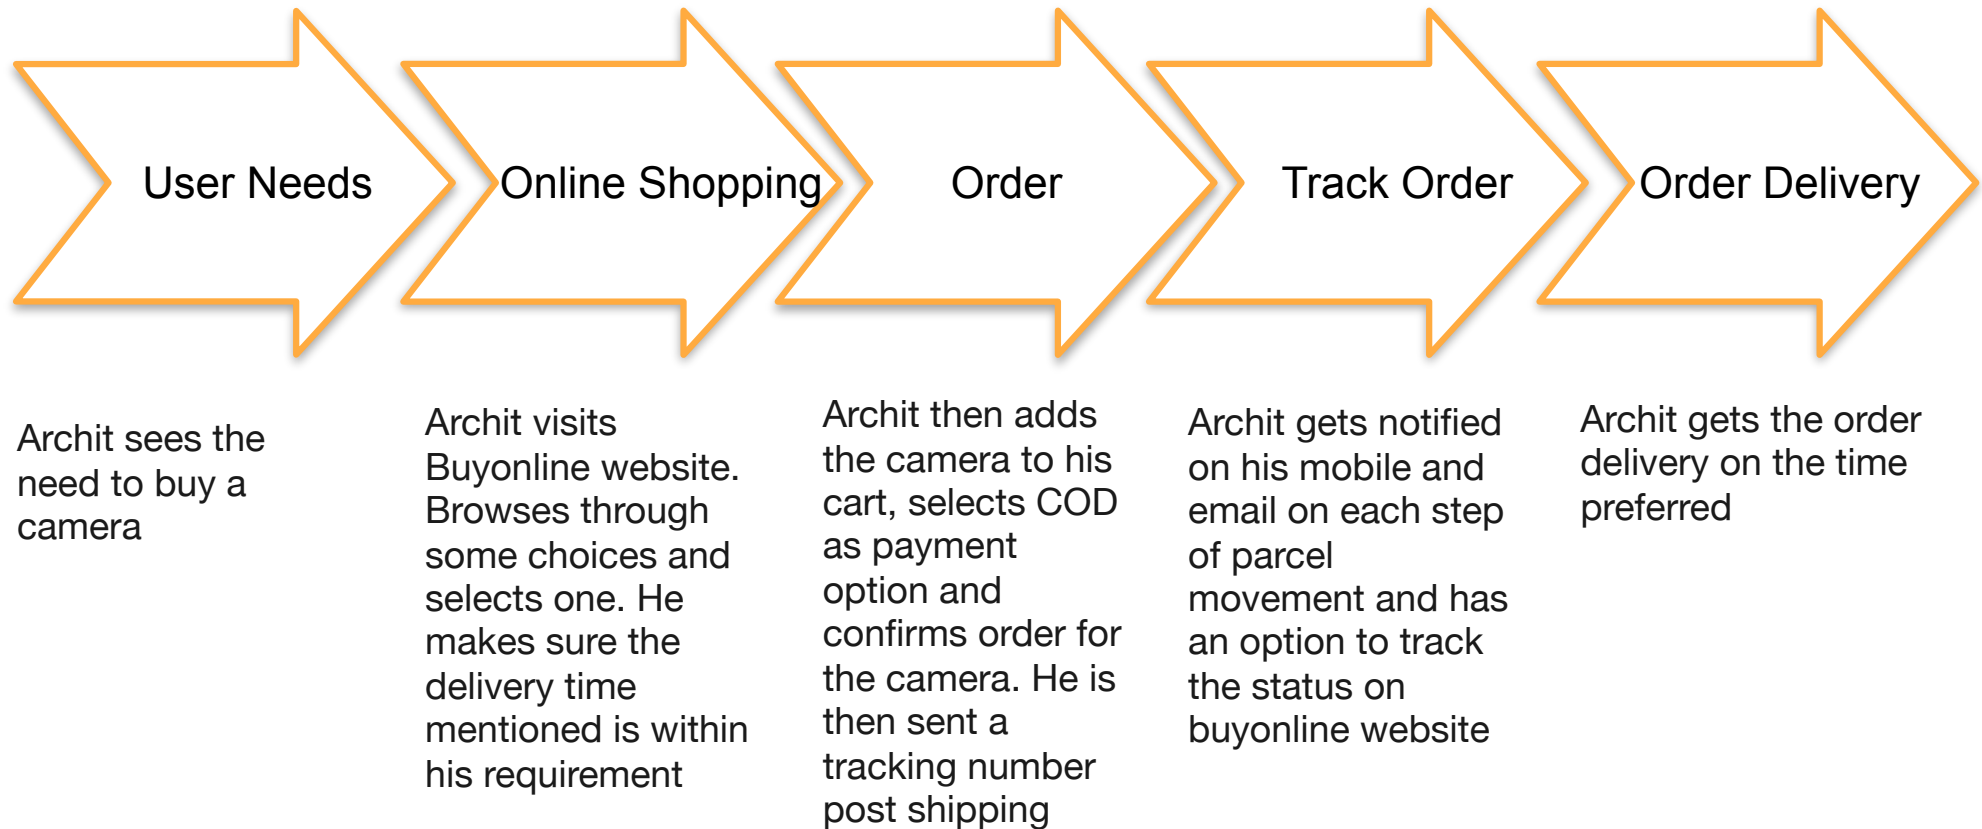 User Needs
Online Shopping
Order
Track Order
Order Delivery
Archit sees the
need to buy a
camera
Archit visits
Buyonline website.
Browses through
some choices and
selects one. He
makes sure the
delivery time
mentioned is within
his requirement
Archit then adds
the camera to his
cart, selects COD
as payment
option and
confirms order for
the camera. He is
then sent a
tracking number
post shipping
Archit gets notified
on his mobile and
email on each step
of parcel
movement and has
an option to track
the status on
buyonline website
Archit gets the order
delivery on the time
preferred